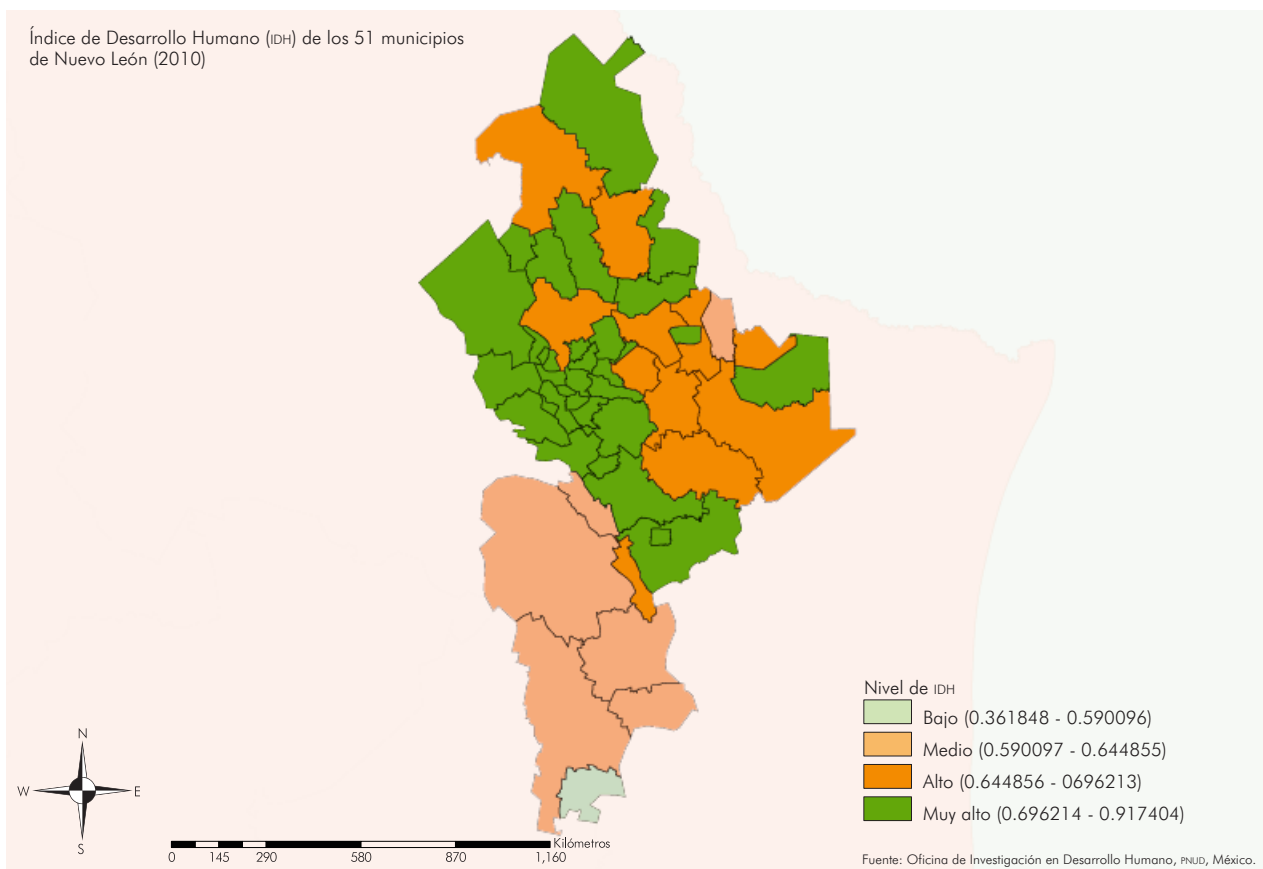 Índice de Desarrollo Humano (IDH) de los 51 municipios
de Nuevo León (2010)
Nivel de IDH
Bajo (0.361848 - 0.590096)
Medio (0.590097 - 0.644855)
Alto (0.644856 - 0696213)
Muy alto (0.696214 - 0.917404)
N
W
E
S
Kilómetros
0 145 290 580 870 1,160
Fuente: Oficina de Investigación en Desarrollo Humano, PNUD, México.